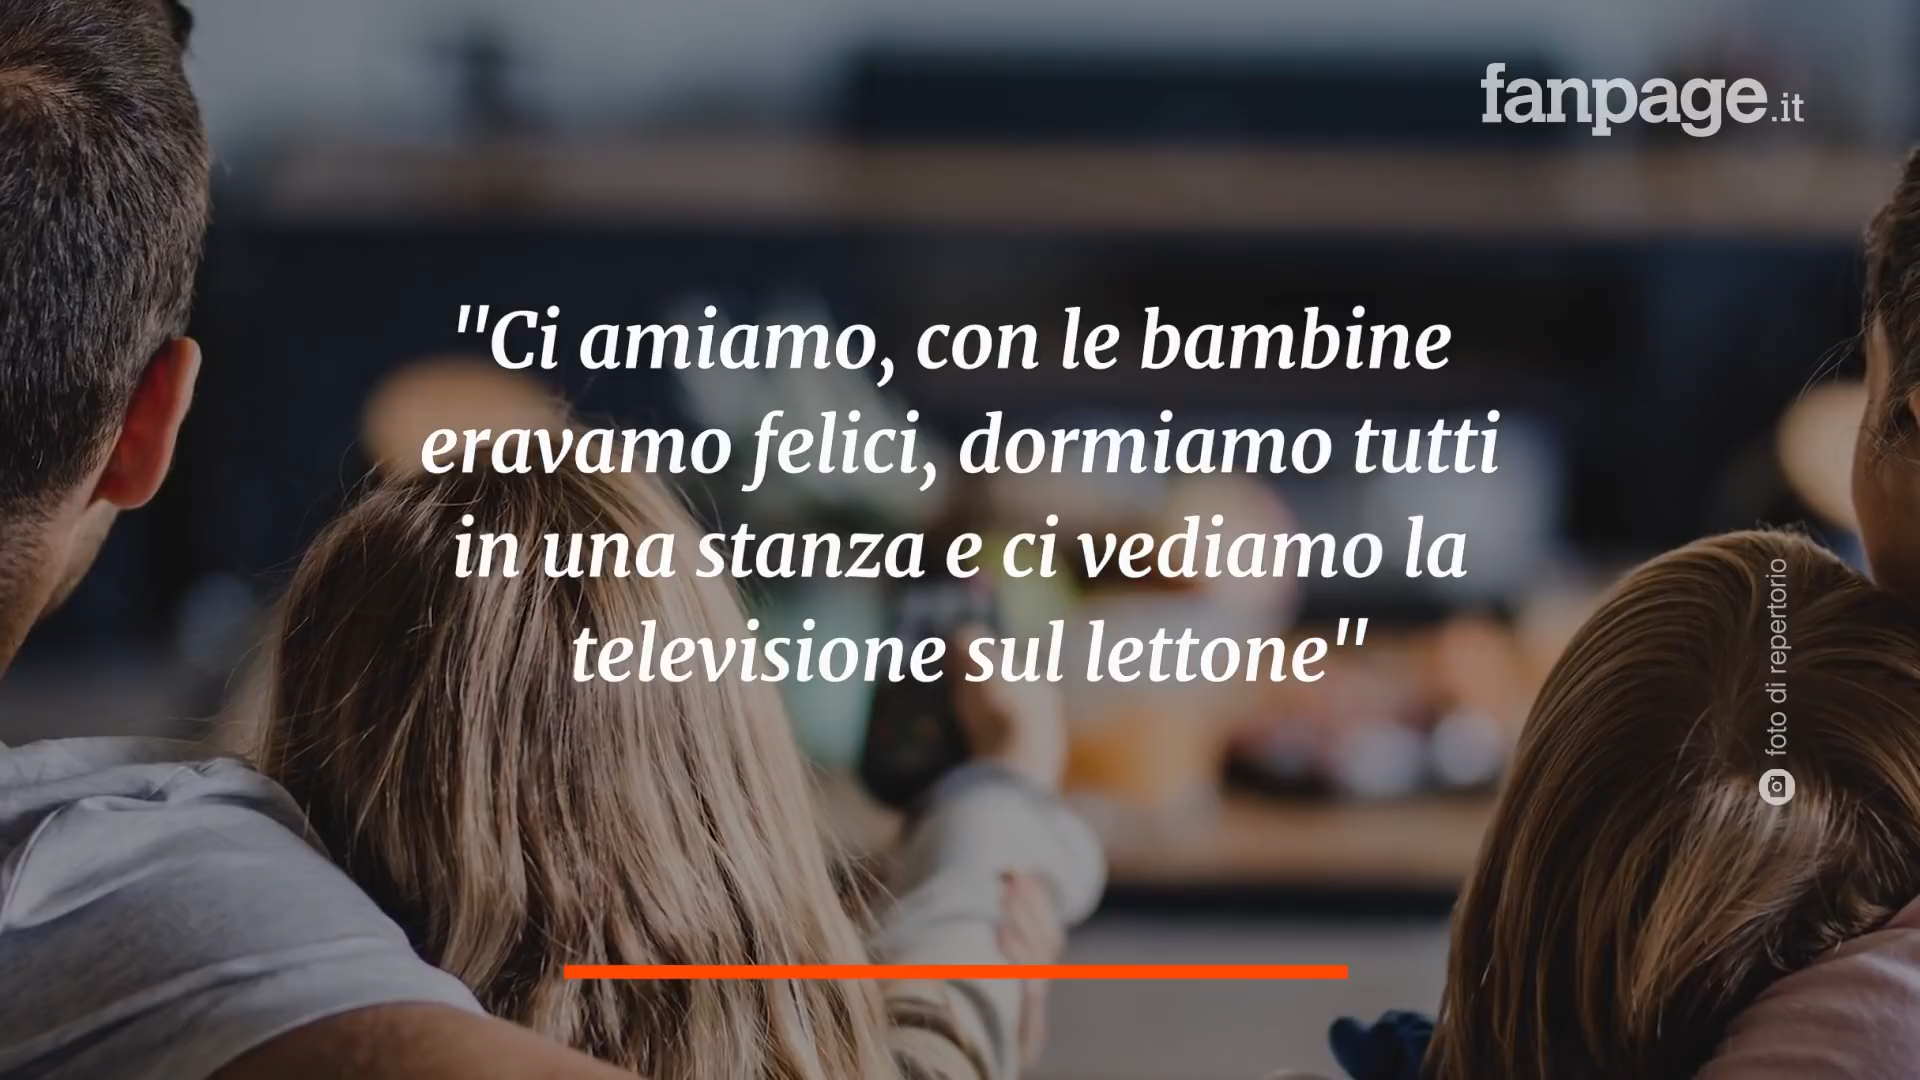 fanpage.it
"Ci amiamo, con le bambine
eravamo felici, dormiamo tutti
in una stanza e ci vediamo la
televisione sul lettone"
foto di repertorio